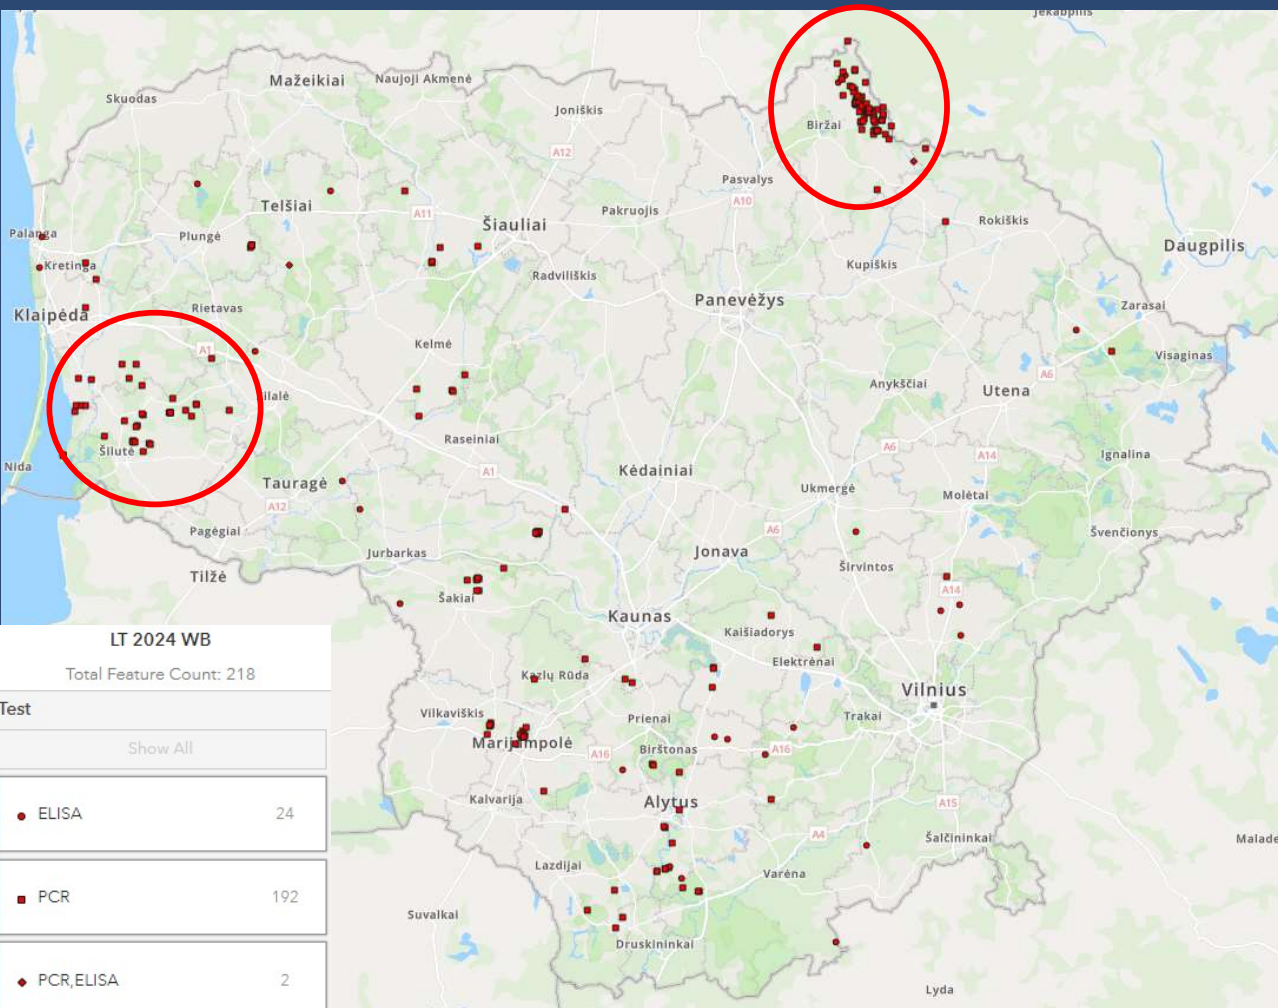 Jēkabpils
Mažeikiai
Naujoji Akmenė
Skuodas
Joniškis
Biržai
A12
Pasvalys
Telšiai
A11
A10
Pakruojis
Šiauliai
Rokiškis
Palanga
Plungė
Daugpilis
Kretinga
Radviliškis
Kupiškis
Klaipėda
Rietavas
Panevėžys
Zarasai
Kelmė
A1
Visaginas
A6
Anykščiai
Utena
ilalė
Raseiniai
Šilutė
A6
A14
Ignalina
Nida
A1
Kėdainiai
Tauragė
Ukmergė
Molėtai
A12
Pagėgiai
A6
Švenčionys
Jurbarkas
Jonava
Tilžė
Širvintos
Šakiai
A14
Kaunas
Kaišiadorys
Elektrėnai
Kazlų Rūda
Vilnius
Vilkaviškis
Prienai
Trakai
Marijampolė
A16
Birštonas
A16
Kalvarija
Alytus
A15
A4
Šalčininkai
Malade
Lazdijai
Varėna
Suvalkai
Druskininkai
Lyda
LT 2024 WB
Total Feature Count: 218
Test
Show All
ELISA 24
PCR 192
PCR,ELISA 2